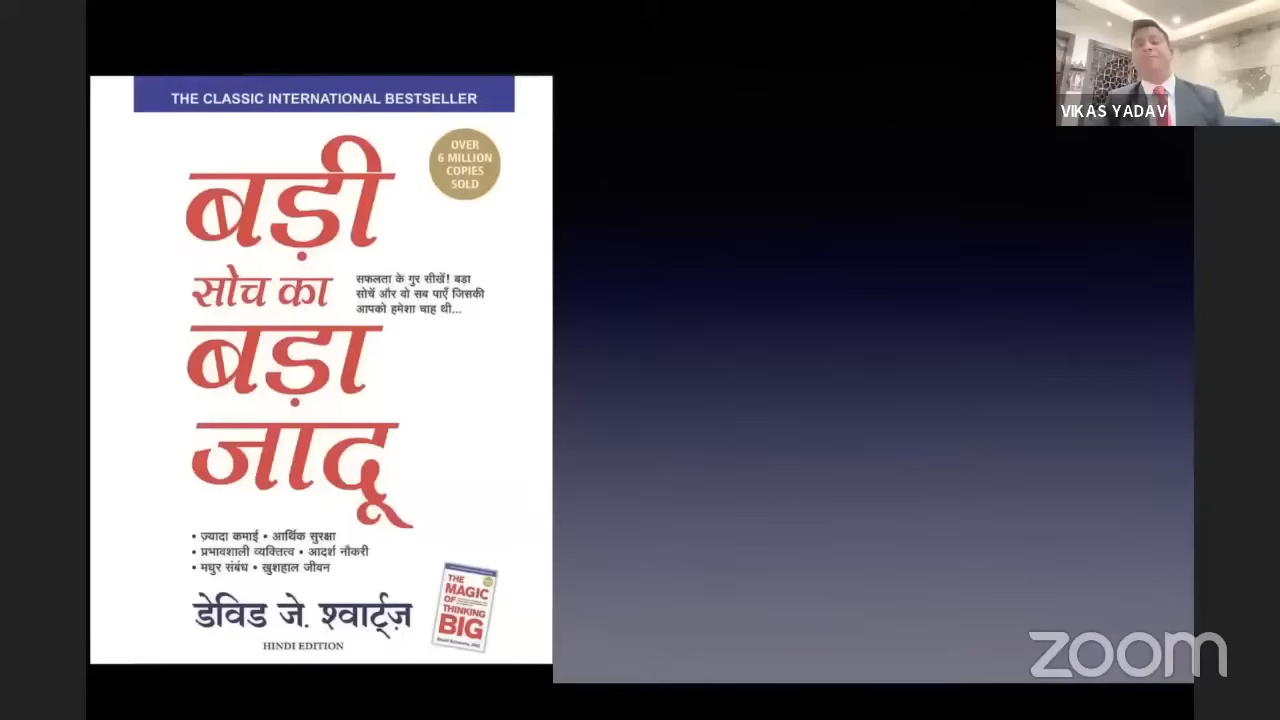 THE CLASSIC INTERNATIONAL BESTSELLER
OVER
6 MILLION
COPIES
SOLD
बड़ी
सोच का
बड़ा
जादू
सफलता के गुर सीखें! बड़ा
सोचें और वो सब पाएँ जिसकी
आपको हमेशा चाह थी...
• ज़्यादा कमाई • आर्थिक सुरक्षा
• प्रभावशाली व्यक्तित्व • आदर्श नौकरी
• मधुर संबंध • खुशहाल जीवन
डेविड जे. श्वार्ट्ज़
HINDI EDITION
THE
MAGIC
OF
THINKING
BIG
VIKAS YADAV
zoom